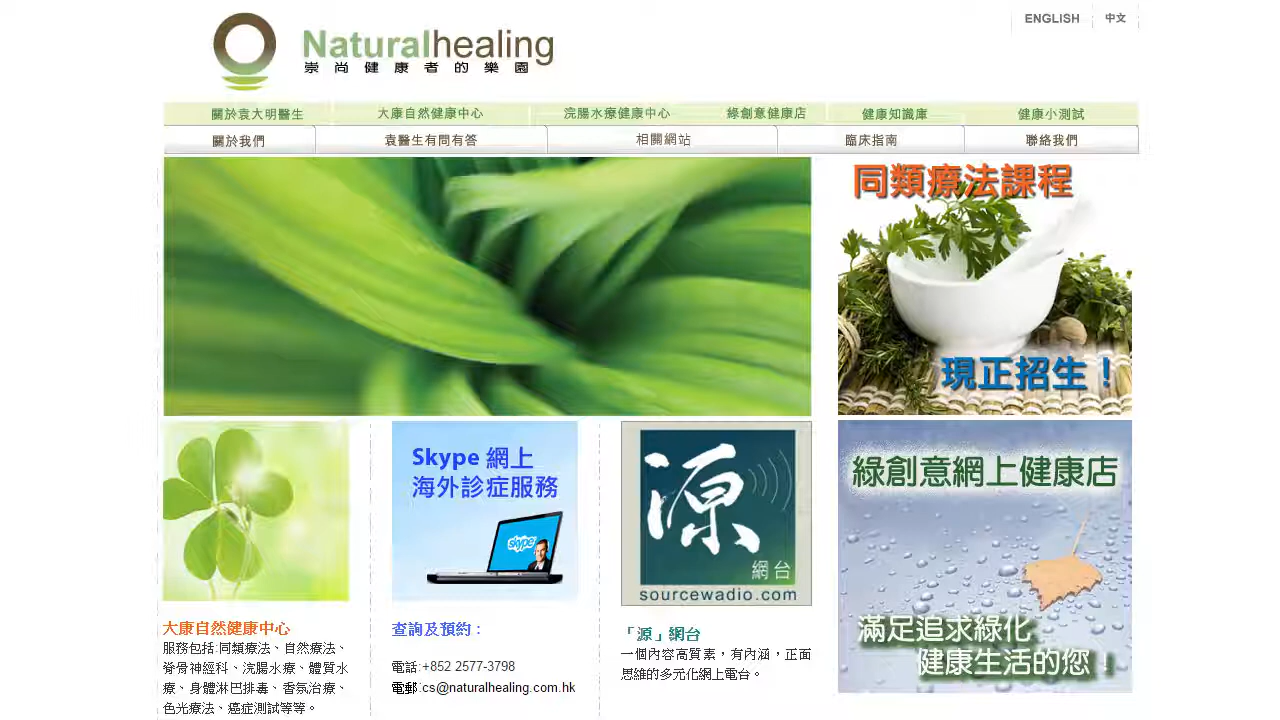 ENGLISH 中文
Naturalhealing
崇尚健康者的樂園
關於袁大明醫生 大康自然健康中心 浣腸水療健康中心 綠創意健康店 健康知識庫 健康小測試
關於我們 袁醫生有問有答 相關網站 臨床指南 聯絡我們
同類療法課程
現正招生！
Skype 網上
海外診症服務
skype
源
網台
sourcewadio.com
綠創意網上健康店
滿足追求綠化
健康生活的您！
大康自然健康中心
服務包括:同類療法、自然療法、
脊骨神經科、浣腸水療、體質水
療、身體淋巴排毒、香氛治療、
色光療法、癌症測試等等。
查詢及預約：
電話:+852 2577-3798
電郵:cs@naturalhealing.com.hk
「源」網台
一個內容高質素，有內涵，正面
思維的多元化網上電台。